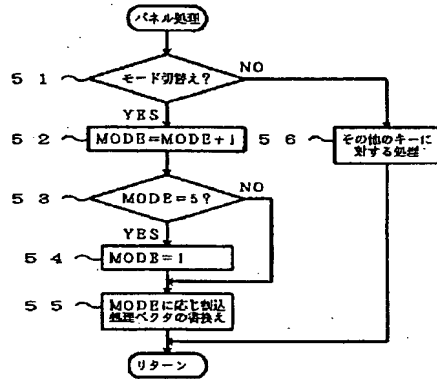 パネル処理
51 モード切替え? NO
YES
52 MODE=MODE+1 56 その他のキーに
対する処理
53 MODE=5? NO
YES
54 MODE=1
55 MODEに応じ割込
処理ベクタの書換え
リターン